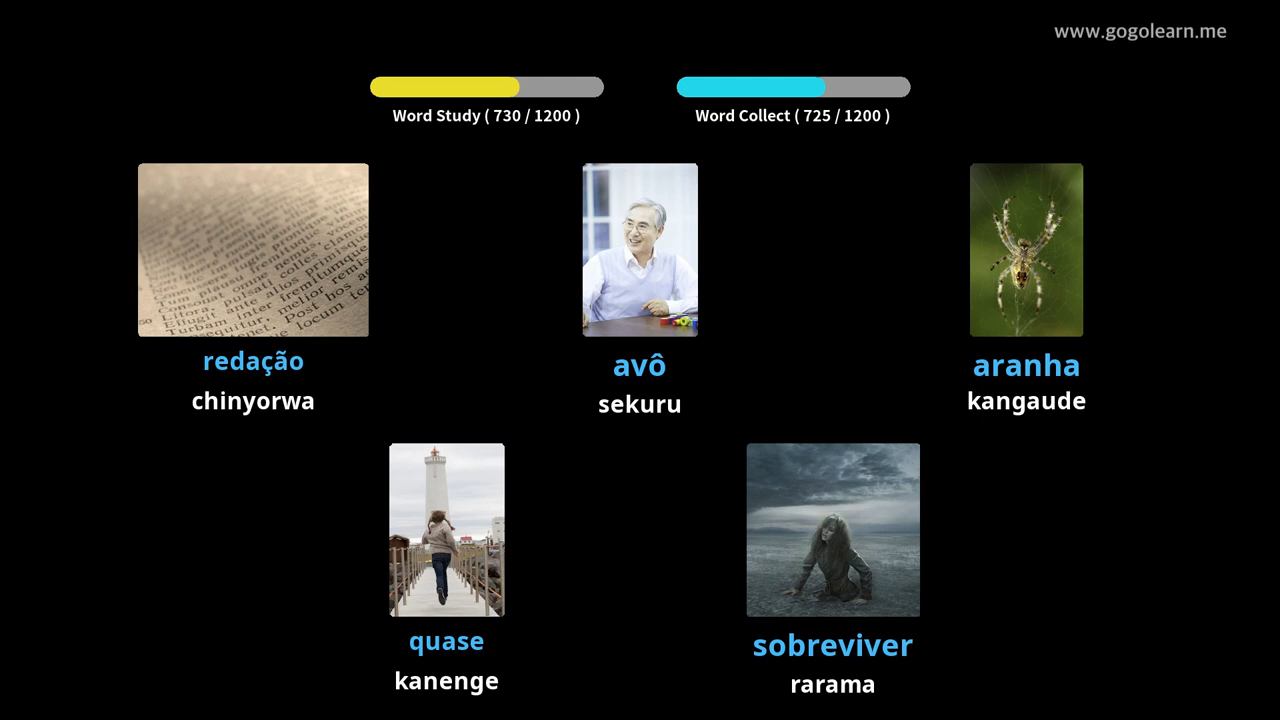 www.gogolearn.me
Word Study ( 730 / 1200 )
Word Collect ( 725 / 1200 )
redação
chinyorwa
avô
sekuru
aranha
kangaude
quase
kanenge
sobreviver
rarama